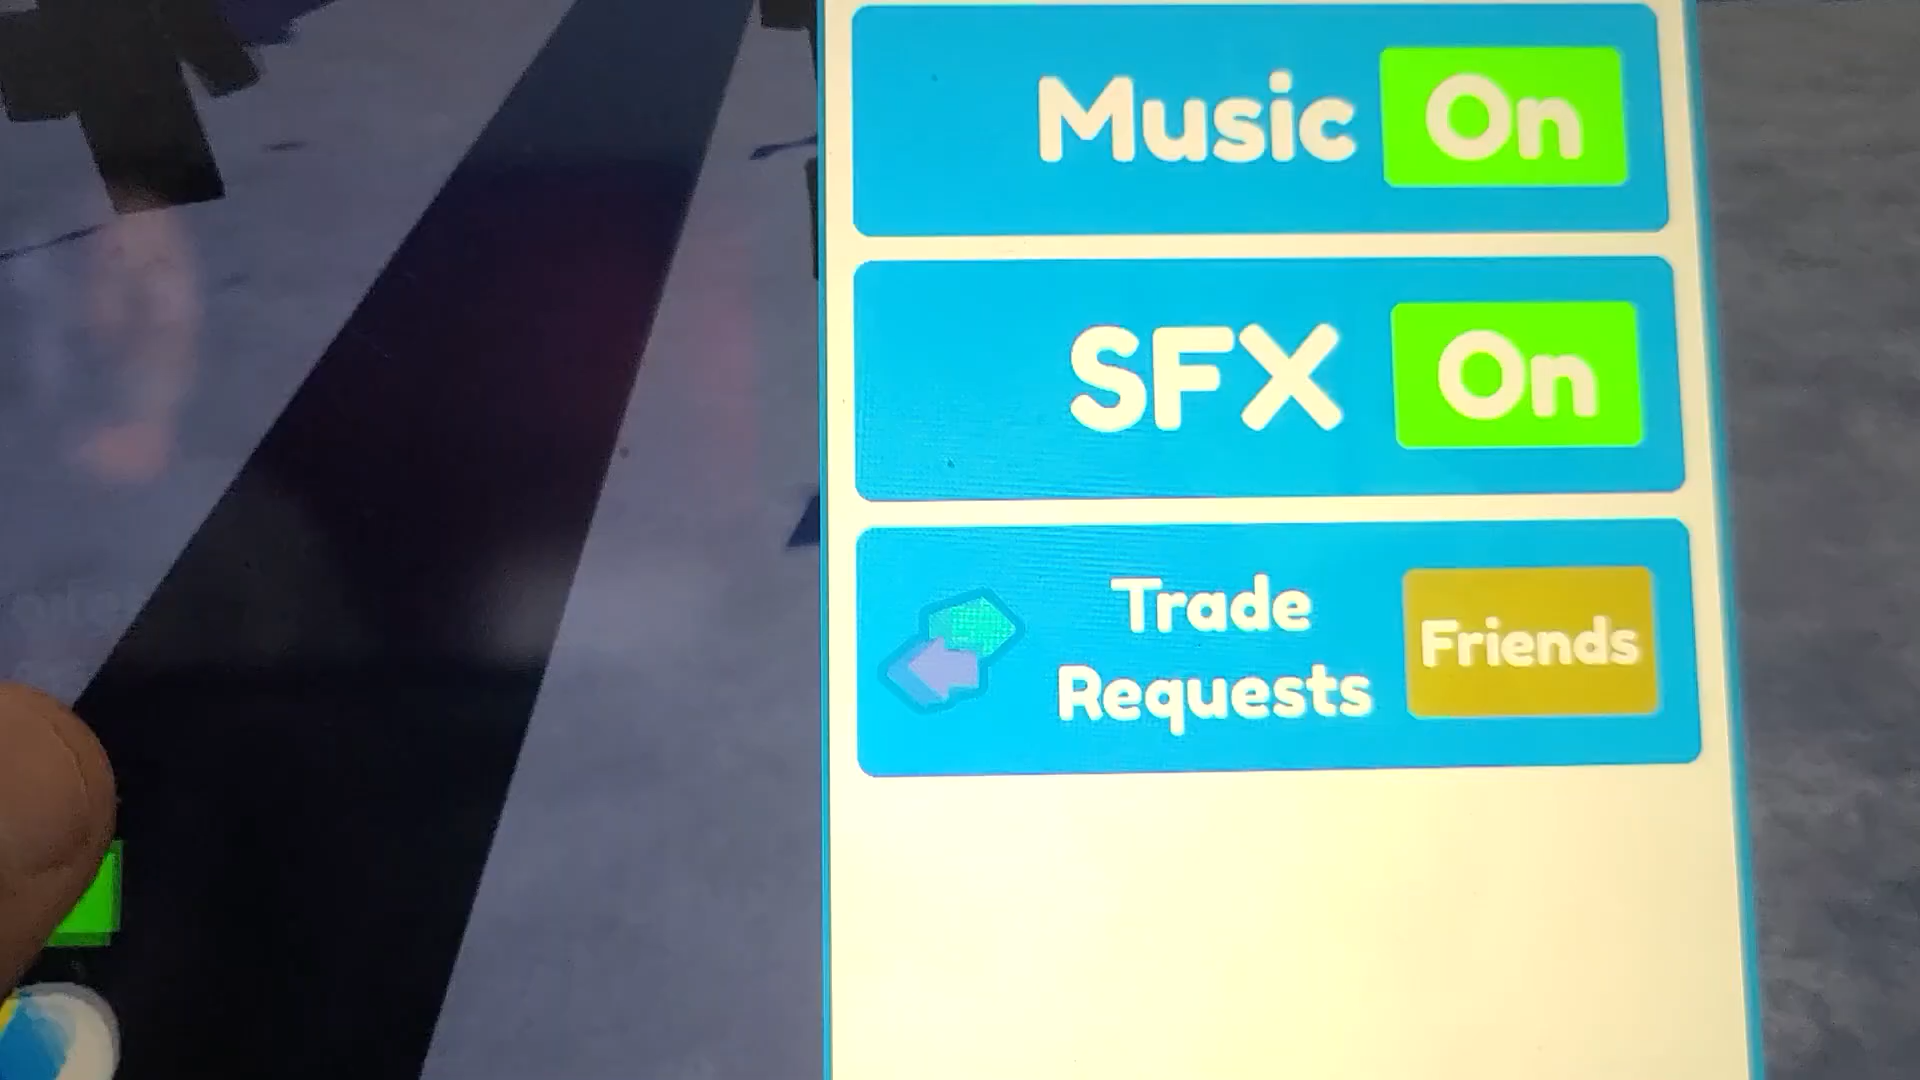 Music On
SFX On
Trade
Requests
Friends